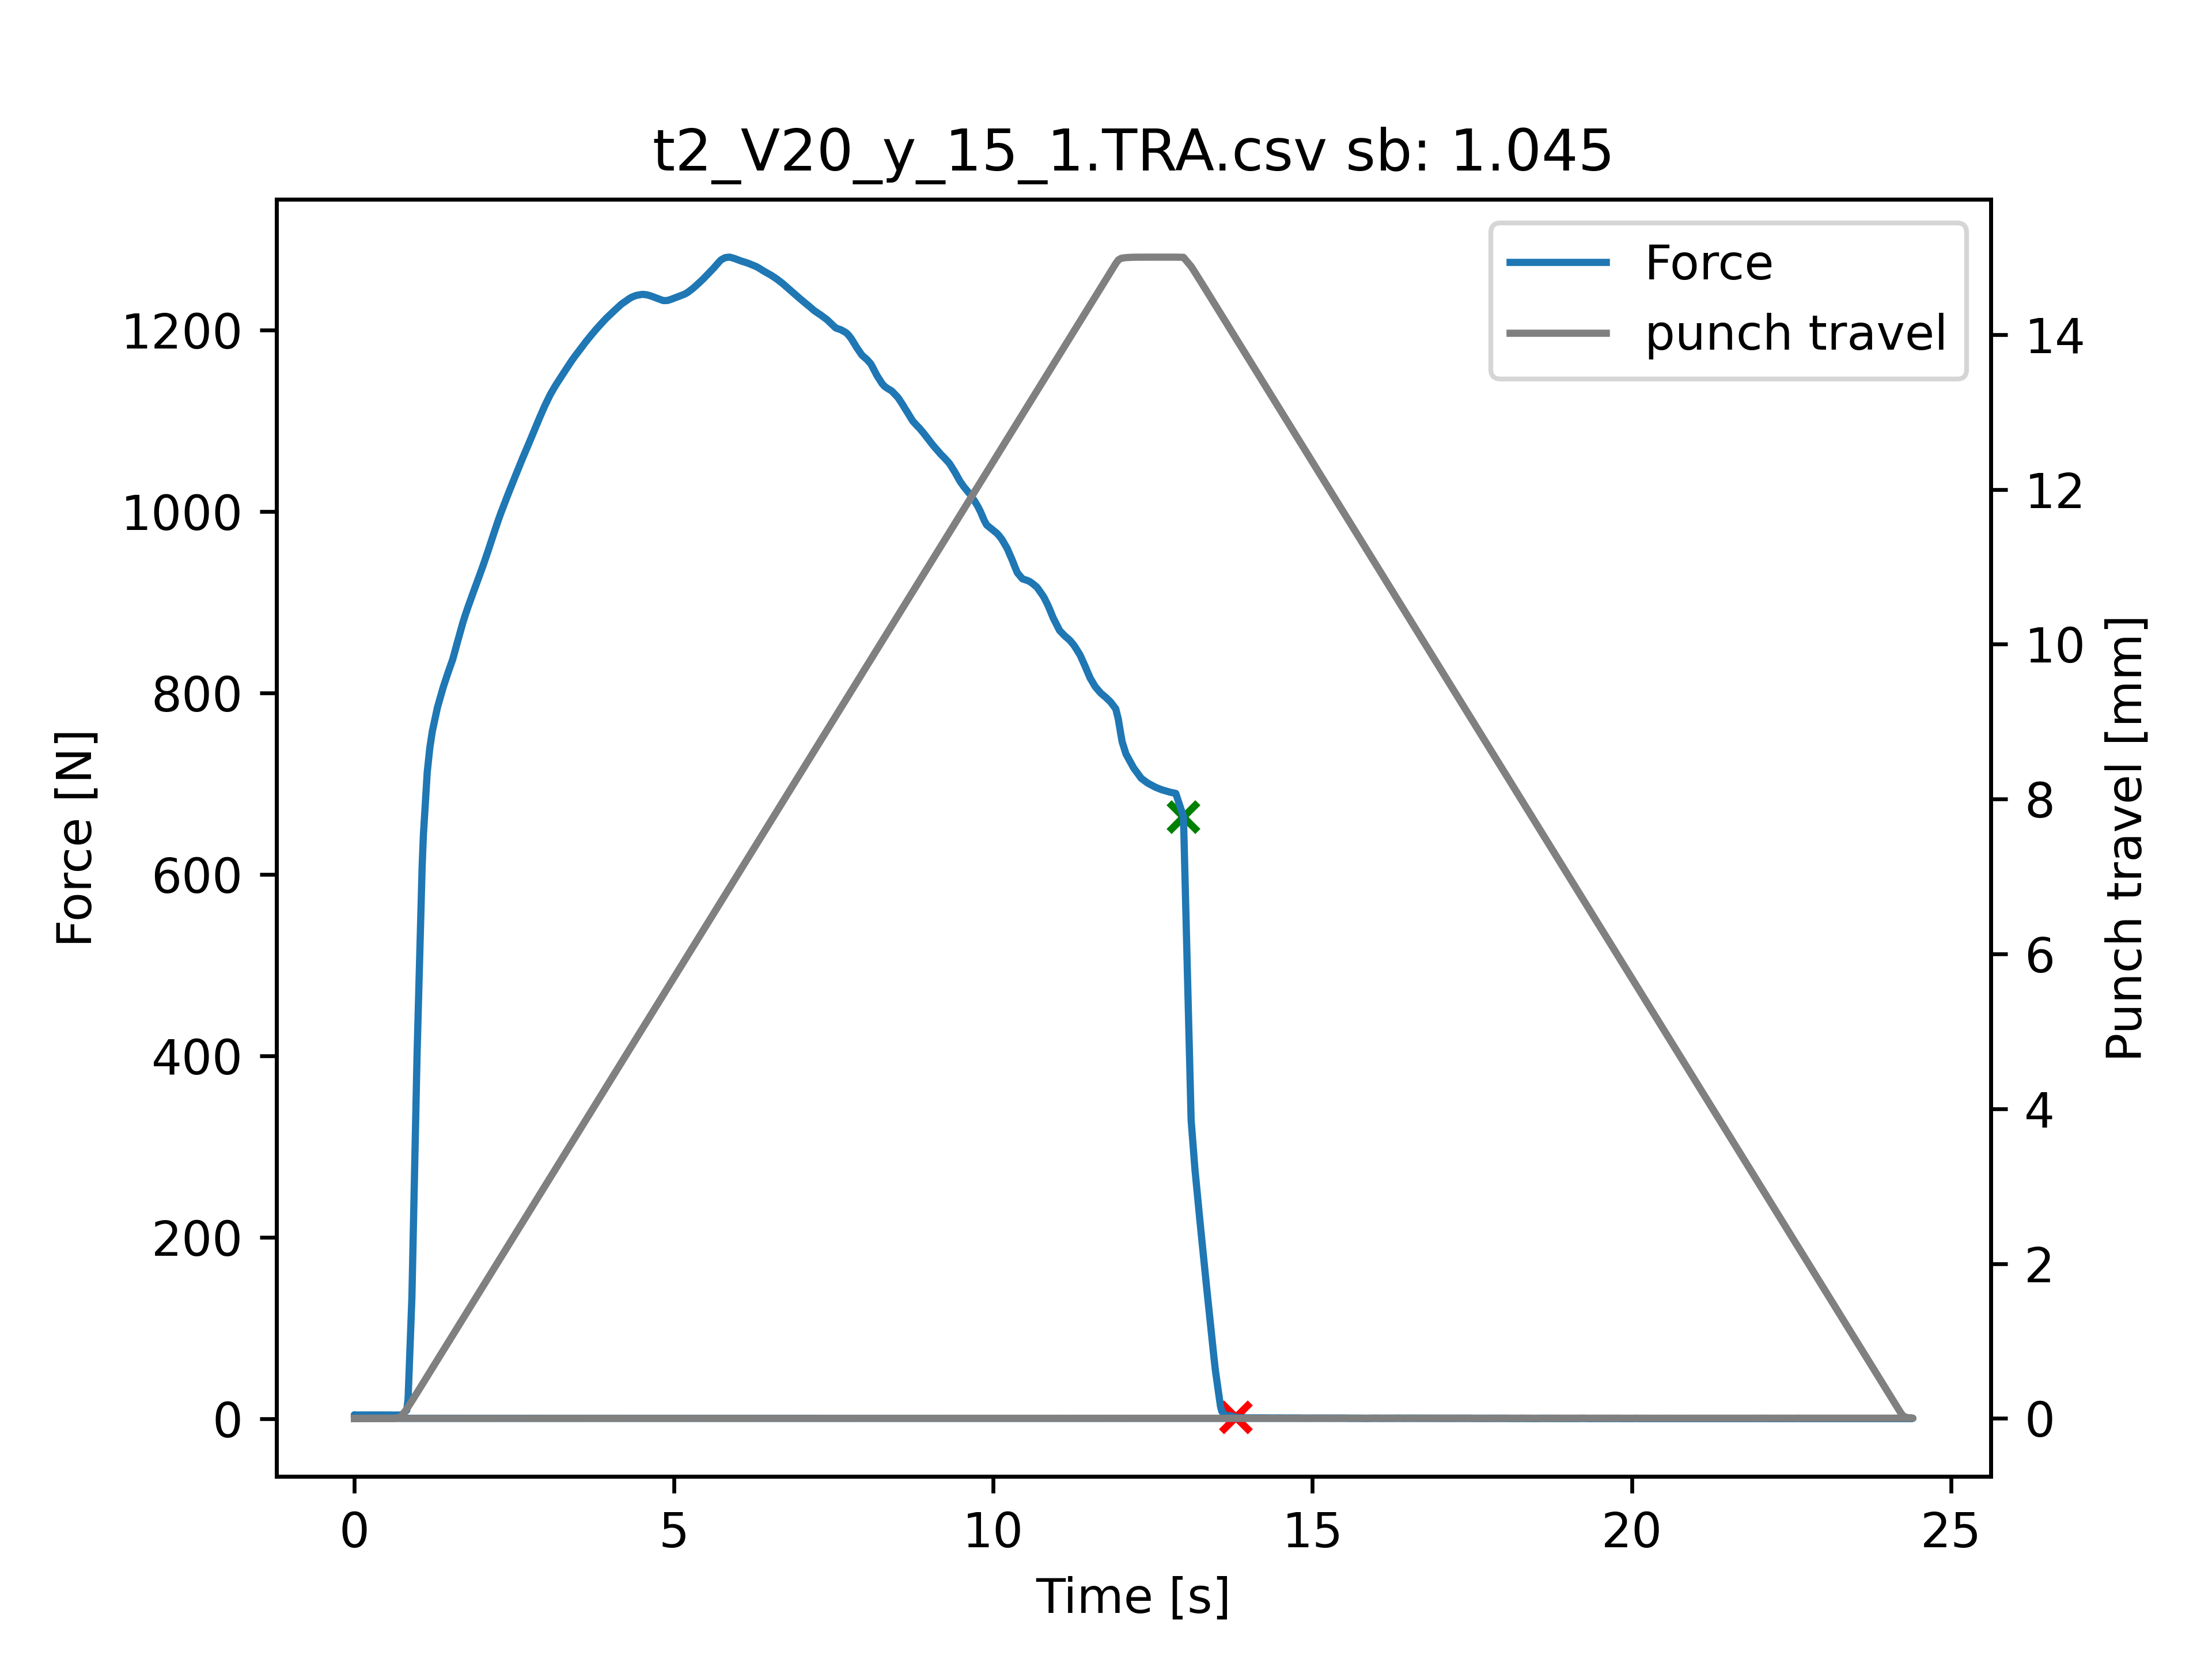 t2_V20_y_15_1.TRA.csv sb: 1.045
Force
punch travel
1200
1000
800
600
400
200
0
Force [N]
14
12
10
8
6
4
2
0
Punch travel [mm]
0 5 10 15 20 25
Time [s]